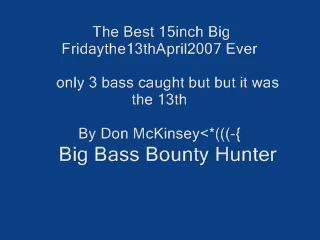 The Best 15inch Big
Fridaythe13thApril2007 Ever
only 3 bass caught but but it was
the 13th
By Don McKinsey<*(((-{
Big Bass Bounty Hunter